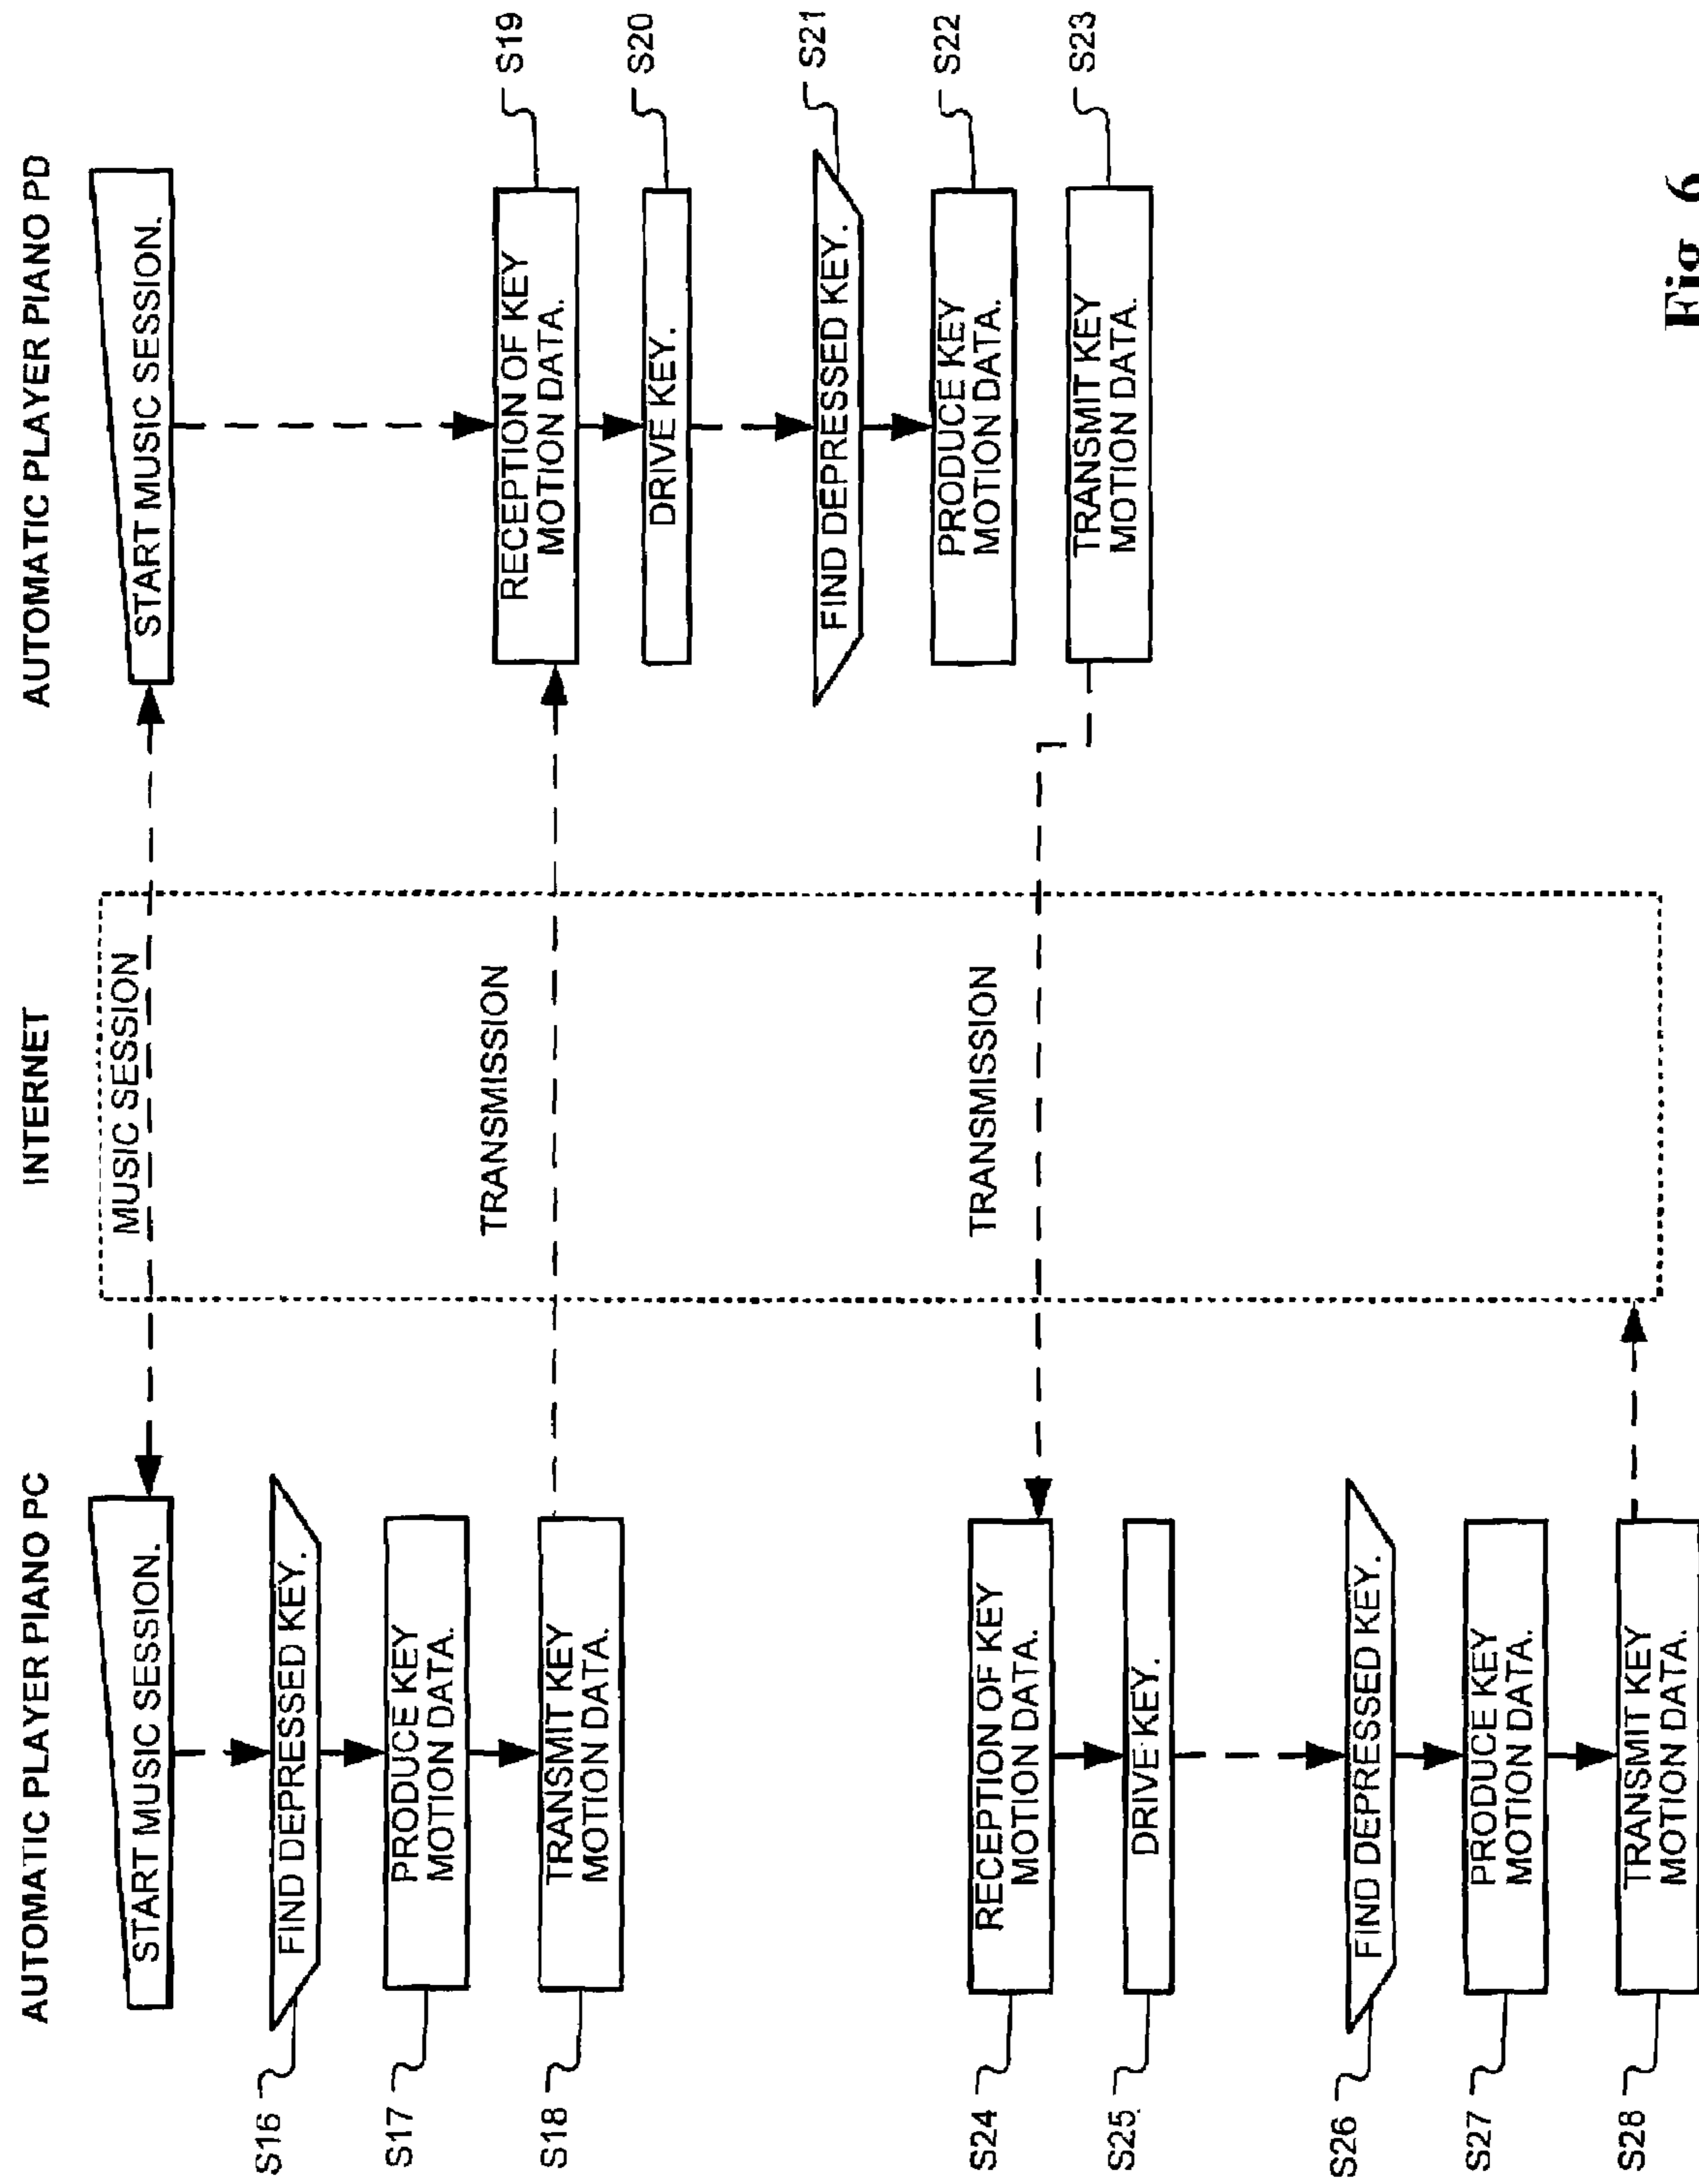 AUTOMATIC PLAYER PIANO PC
INTERNET
AUTOMATIC PLAYER PIANO PD
START MUSIC SESSION.
MUSIC SESSION
START MUSIC SESSION.
S16
FIND DEPRESSED KEY.
S17
PRODUCE KEY
MOTION DATA.
S18
TRANSMIT KEY
MOTION DATA.
TRANSMISSION
RECEPTION OF KEY
MOTION DATA.
S19
DRIVE KEY.
S20
FIND DEPRESSED KEY.
S21
PRODUCE KEY
MOTION DATA.
S22
TRANSMIT KEY
MOTION DATA.
S23
TRANSMISSION
S24
RECEPTION OF KEY
MOTION DATA.
S25
DRIVE KEY.
S26
FIND DEPRESSED KEY.
S27
PRODUCE KEY
MOTION DATA.
S28
TRANSMIT KEY
MOTION DATA.
Fig. 6